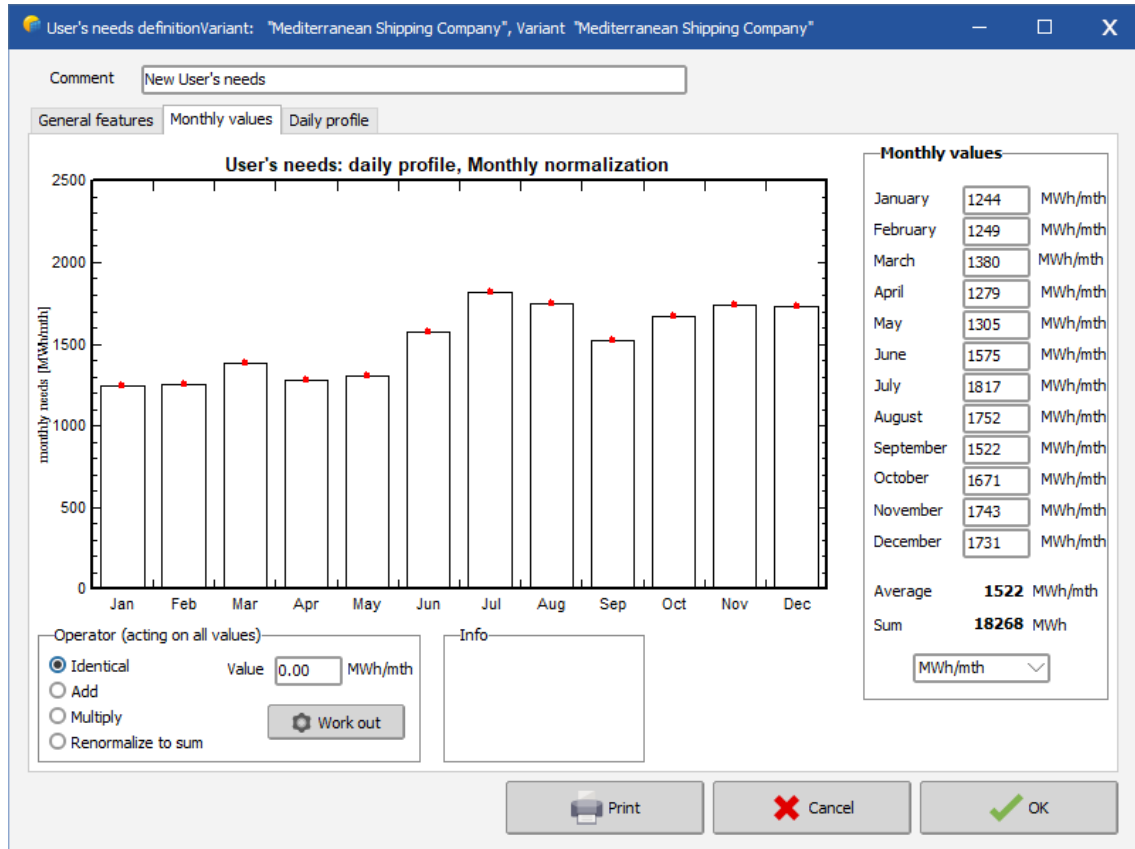 User's needs definitionVariant: "Mediterranean Shipping Company", Variant "Mediterranean Shipping Company"
Comment New User's needs
General features Monthly values Daily profile
User's needs: daily profile, Monthly normalization
monthly needs [MWh/mth]
2500
2000
1500
1000
500
0
Jan Feb Mar Apr May Jun Jul Aug Sep Oct Nov Dec
Monthly values
January 1244 MWh/mth
February 1249 MWh/mth
March 1380 MWh/mth
April 1279 MWh/mth
May 1305 MWh/mth
June 1575 MWh/mth
July 1817 MWh/mth
August 1752 MWh/mth
September 1522 MWh/mth
October 1671 MWh/mth
November 1743 MWh/mth
December 1731 MWh/mth
Average 1522 MWh/mth
Sum 18268 MWh
MWh/mth
Operator (acting on all values)
Identical
Add
Multiply
Renormalize to sum
Value 0.00 MWh/mth
Work out
Info
Print Cancel OK